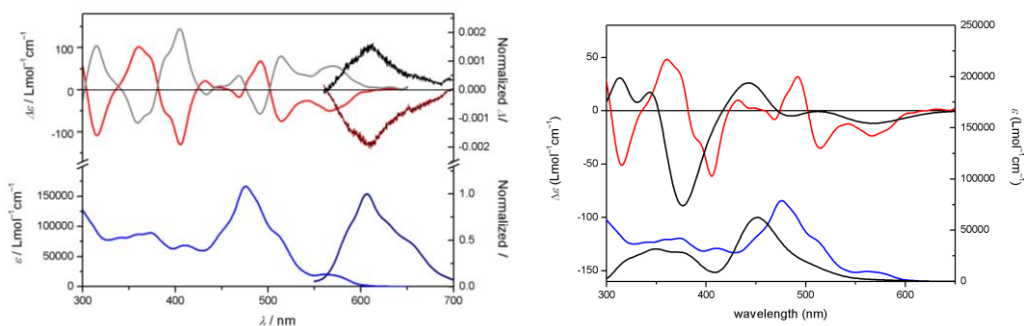 100
0
-100
Δε / Lmol⁻¹cm⁻¹
0.002
0.001
0.000
-0.001
-0.002
Normalized ΔI
150000
100000
50000
0
ε / Lmol⁻¹cm⁻¹
1.0
0.5
0.0
Normalized I
300 400 500 600 700
λ / nm
50
0
-50
-100
-150
Δε (Lmol⁻¹cm⁻¹)
250000
200000
150000
100000
50000
0
ε (Lmol⁻¹cm⁻¹)
300 400 500 600
wavelength (nm)